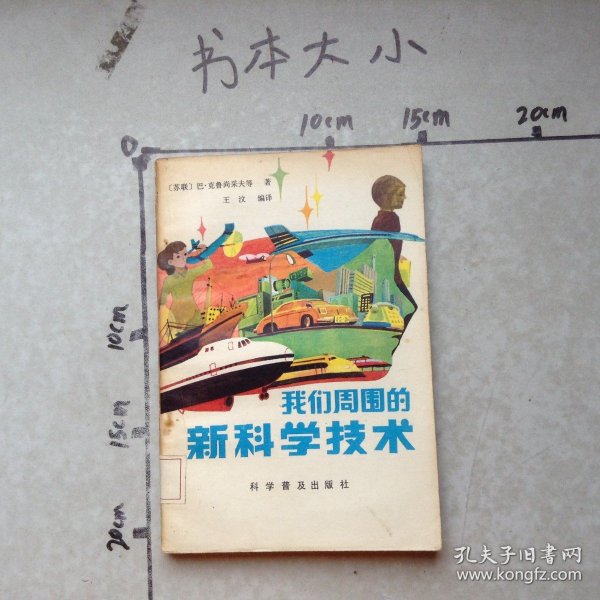 书本大小
0
10cm
15cm
20cm
10cm
15cm
20cm
〔苏联〕巴·克鲁尚采夫等 著
王汶 编译
我们周围的
新科学技术
科学普及出版社
孔夫子旧书网
www.kongfz.com